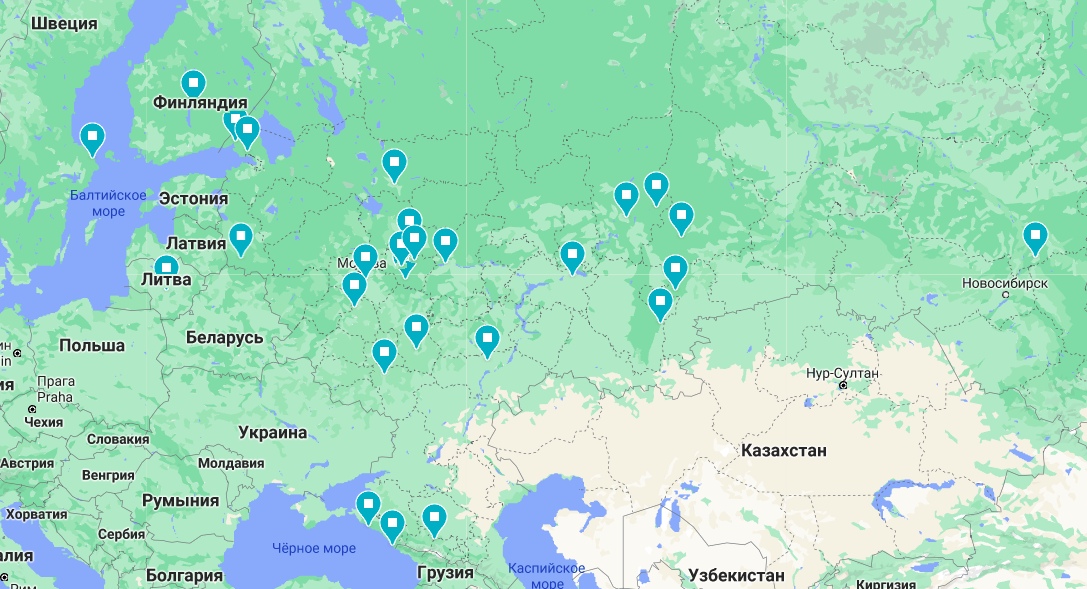 Швеция
Финляндия
Балтийское
море
Эстония
Латвия
Литва
Новосибирск
Беларусь
Польша
Нур-Султан
Прага
Praha
Чехия
Украина
Словакия
Казахстан
Австрия
Молдавия
Венгрия
Румыния
Хорватия
Сербия
Чёрное море
Грузия
Каспийское
море
Болгария
Узбекистан
Киргизия